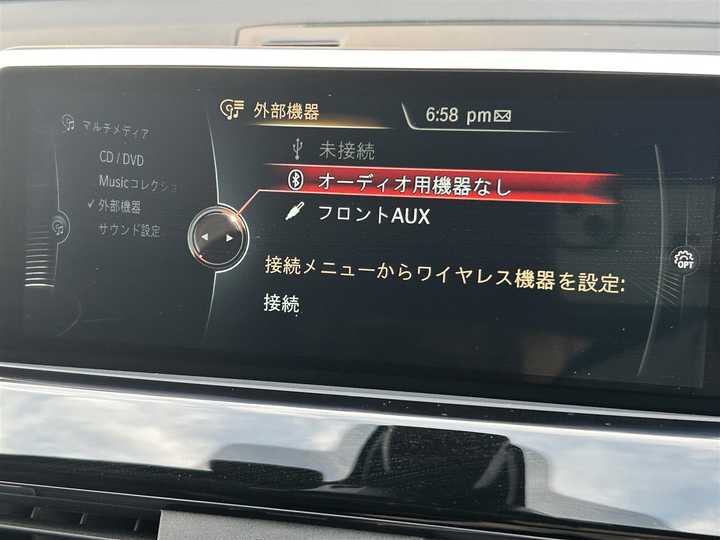 マルチメディア
CD / DVD
Musicコレクショ
外部機器
サウンド設定
外部機器
6:58 pm
未接続
オーディオ用機器なし
フロントAUX
接続メニューからワイヤレス機器を設定:
接続
OPT